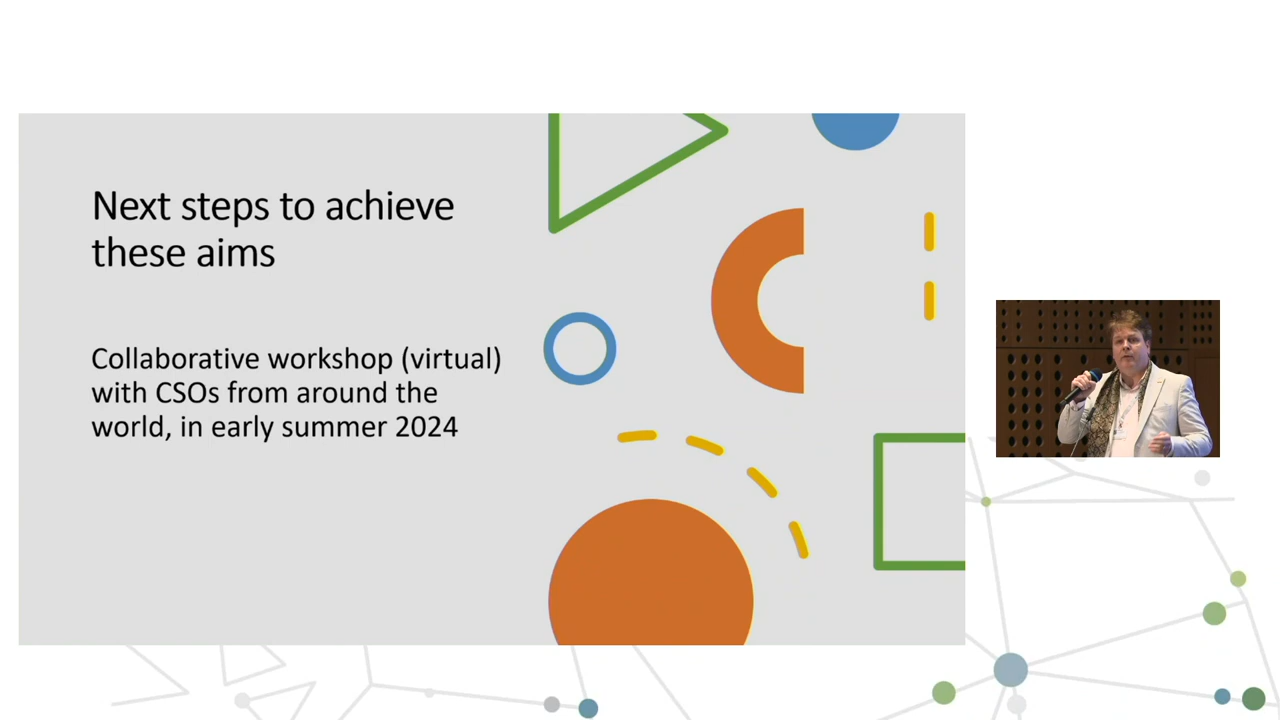 Next steps to achieve
these aims
Collaborative workshop (virtual)
with CSOs from around the
world, in early summer 2024